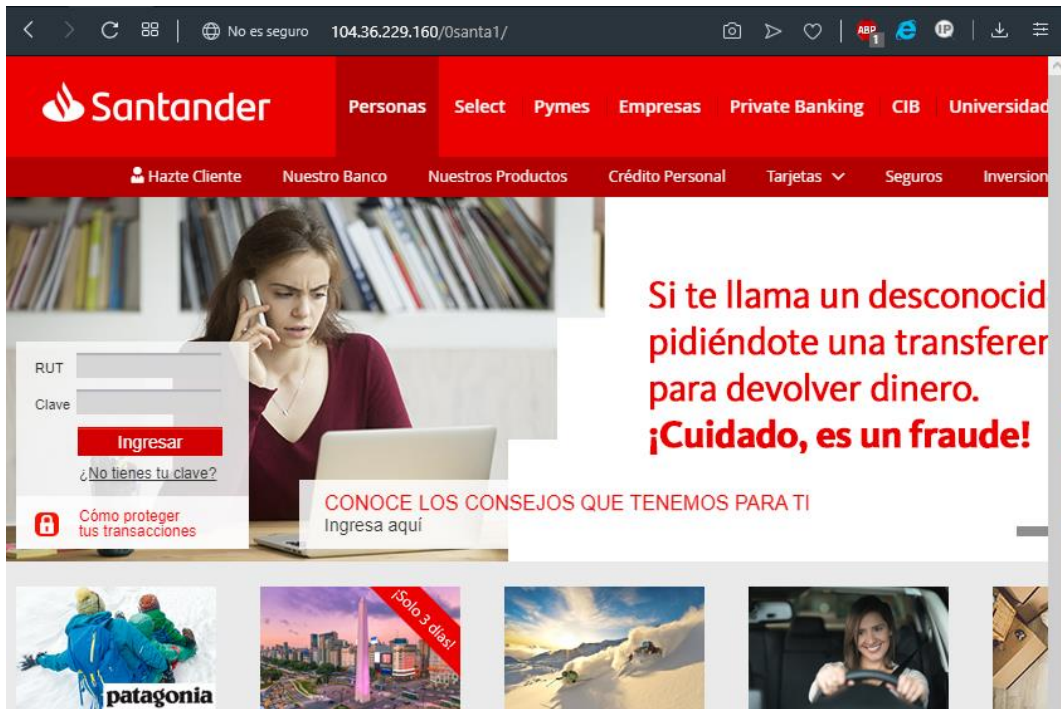 No es seguro 104.36.229.160/0santa1/
ABP
1
IP
Santander
Personas Select Pymes Empresas Private Banking CIB Universidad
Hazte Cliente Nuestro Banco Nuestros Productos Crédito Personal Tarjetas Seguros Inversion
Si te llama un desconocid
pidiéndote una transferen
para devolver dinero.
¡Cuidado, es un fraude!
RUT
Clave
Ingresar
¿No tienes tu clave?
Cómo proteger
tus transacciones
CONOCE LOS CONSEJOS QUE TENEMOS PARA TI
Ingresa aquí
patagonia
¡Solo 3 días!